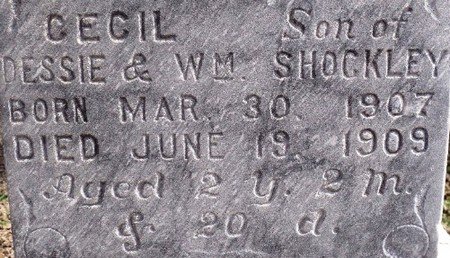 CECIL Son of
DESSIE & WM. SHOCKLEY
BORN MAR. 30. 1907
DIED JUNE 19. 1909
Aged 2 Y. 2 m.
& 20 d.